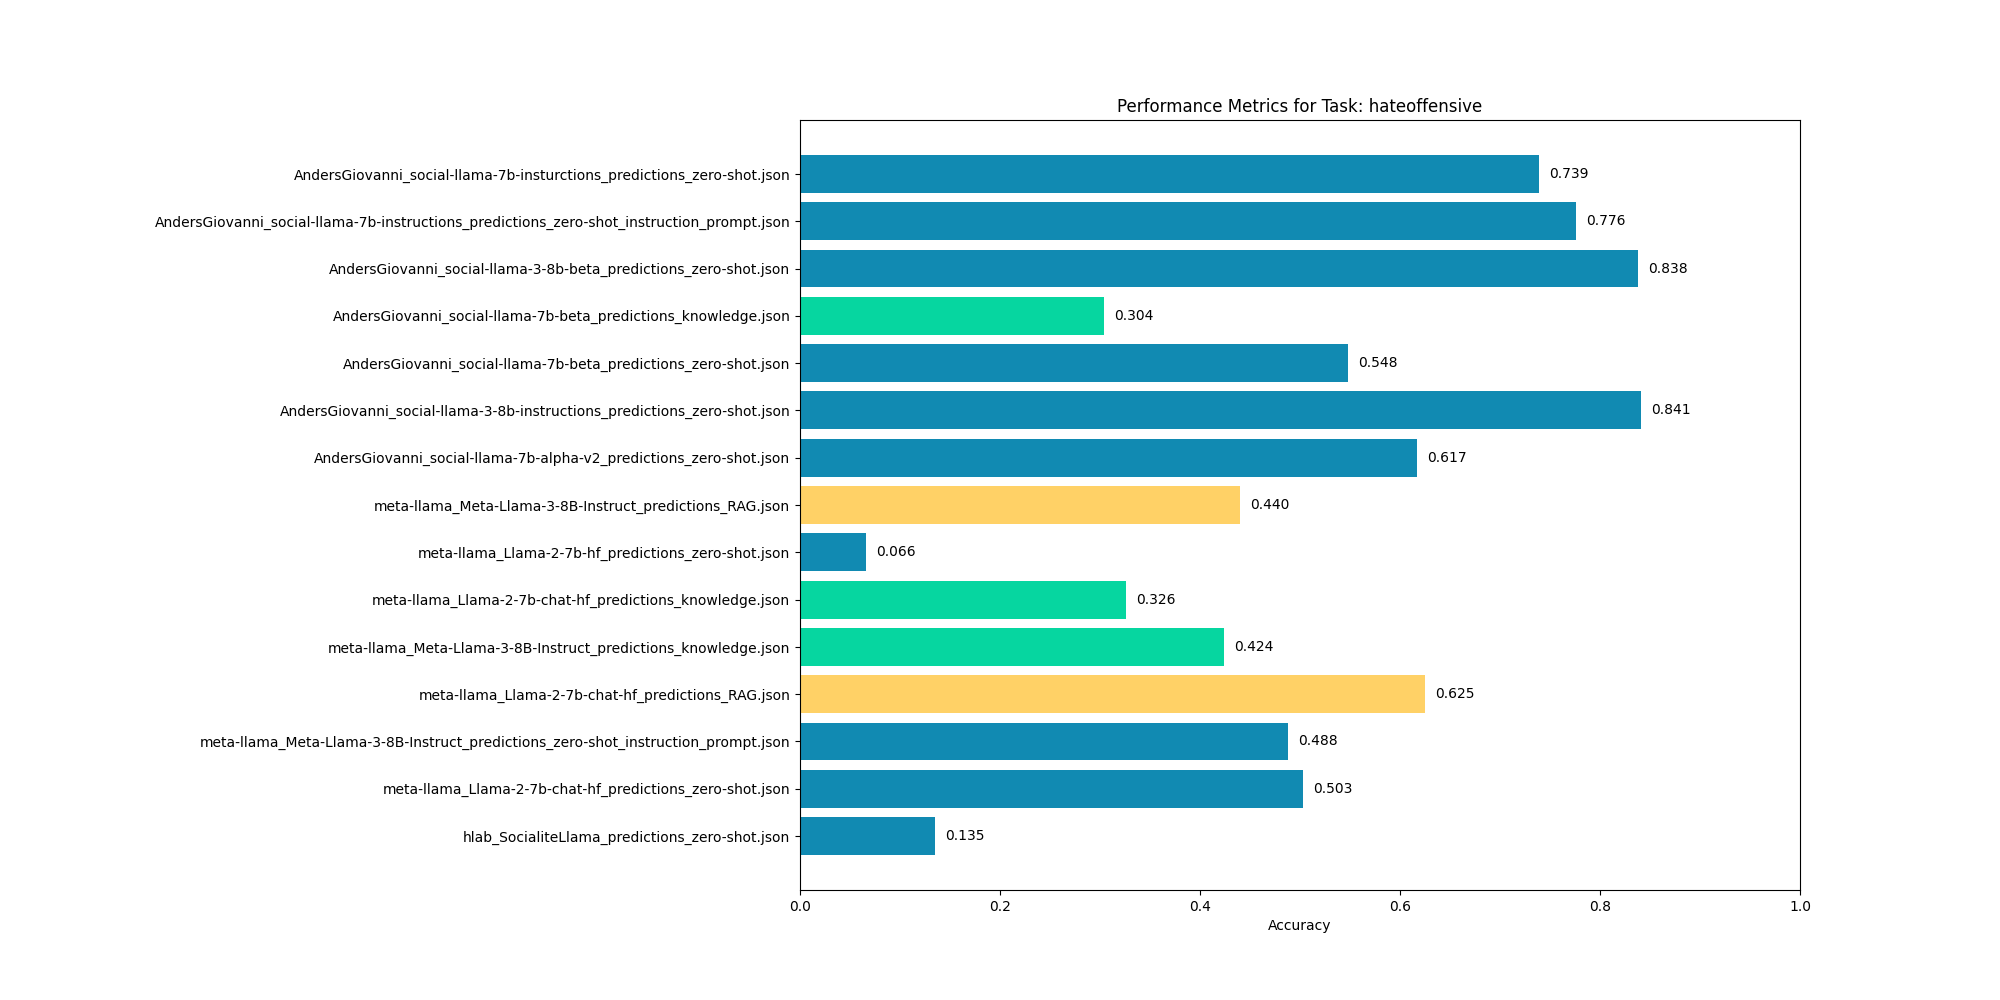 Performance Metrics for Task: hateoffensive
AndersGiovanni_social-llama-7b-insturctions_predictions_zero-shot.json 0.739
AndersGiovanni_social-llama-7b-instructions_predictions_zero-shot_instruction_prompt.json 0.776
AndersGiovanni_social-llama-3-8b-beta_predictions_zero-shot.json 0.838
AndersGiovanni_social-llama-7b-beta_predictions_knowledge.json 0.304
AndersGiovanni_social-llama-7b-beta_predictions_zero-shot.json 0.548
AndersGiovanni_social-llama-3-8b-instructions_predictions_zero-shot.json 0.841
AndersGiovanni_social-llama-7b-alpha-v2_predictions_zero-shot.json 0.617
meta-llama_Meta-Llama-3-8B-Instruct_predictions_RAG.json 0.440
meta-llama_Llama-2-7b-hf_predictions_zero-shot.json 0.066
meta-llama_Llama-2-7b-chat-hf_predictions_knowledge.json 0.326
meta-llama_Meta-Llama-3-8B-Instruct_predictions_knowledge.json 0.424
meta-llama_Llama-2-7b-chat-hf_predictions_RAG.json 0.625
meta-llama_Meta-Llama-3-8B-Instruct_predictions_zero-shot_instruction_prompt.json 0.488
meta-llama_Llama-2-7b-chat-hf_predictions_zero-shot.json 0.503
hlab_SocialiteLlama_predictions_zero-shot.json 0.135
0.0 0.2 0.4 0.6 0.8 1.0
Accuracy